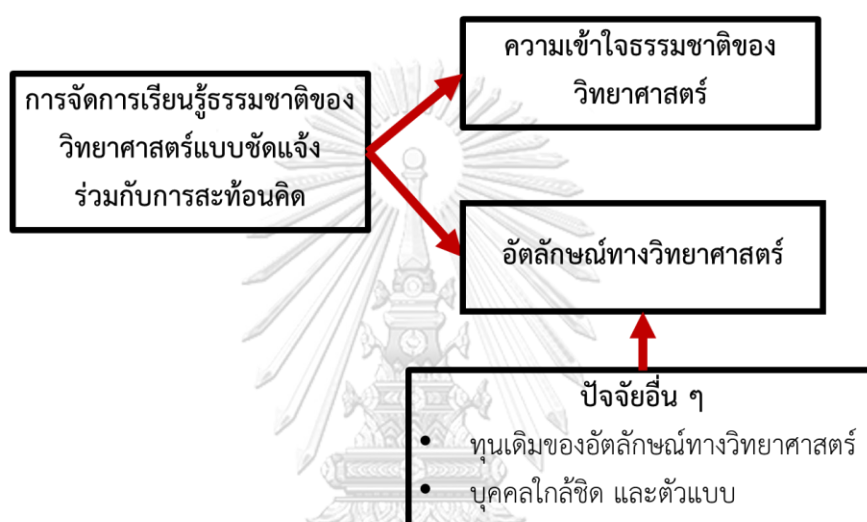 การจัดการเรียนรู้ธรรมชาติของ
วิทยาศาสตร์แบบชัดแจ้ง
ร่วมกับการสะท้อนคิด
ความเข้าใจธรรมชาติของ
วิทยาศาสตร์
อัตลักษณ์ทางวิทยาศาสตร์
ปัจจัยอื่น ๆ
• ทุนเดิมของอัตลักษณ์ทางวิทยาศาสตร์
• บุคคลใกล้ชิด และตัวแบบ